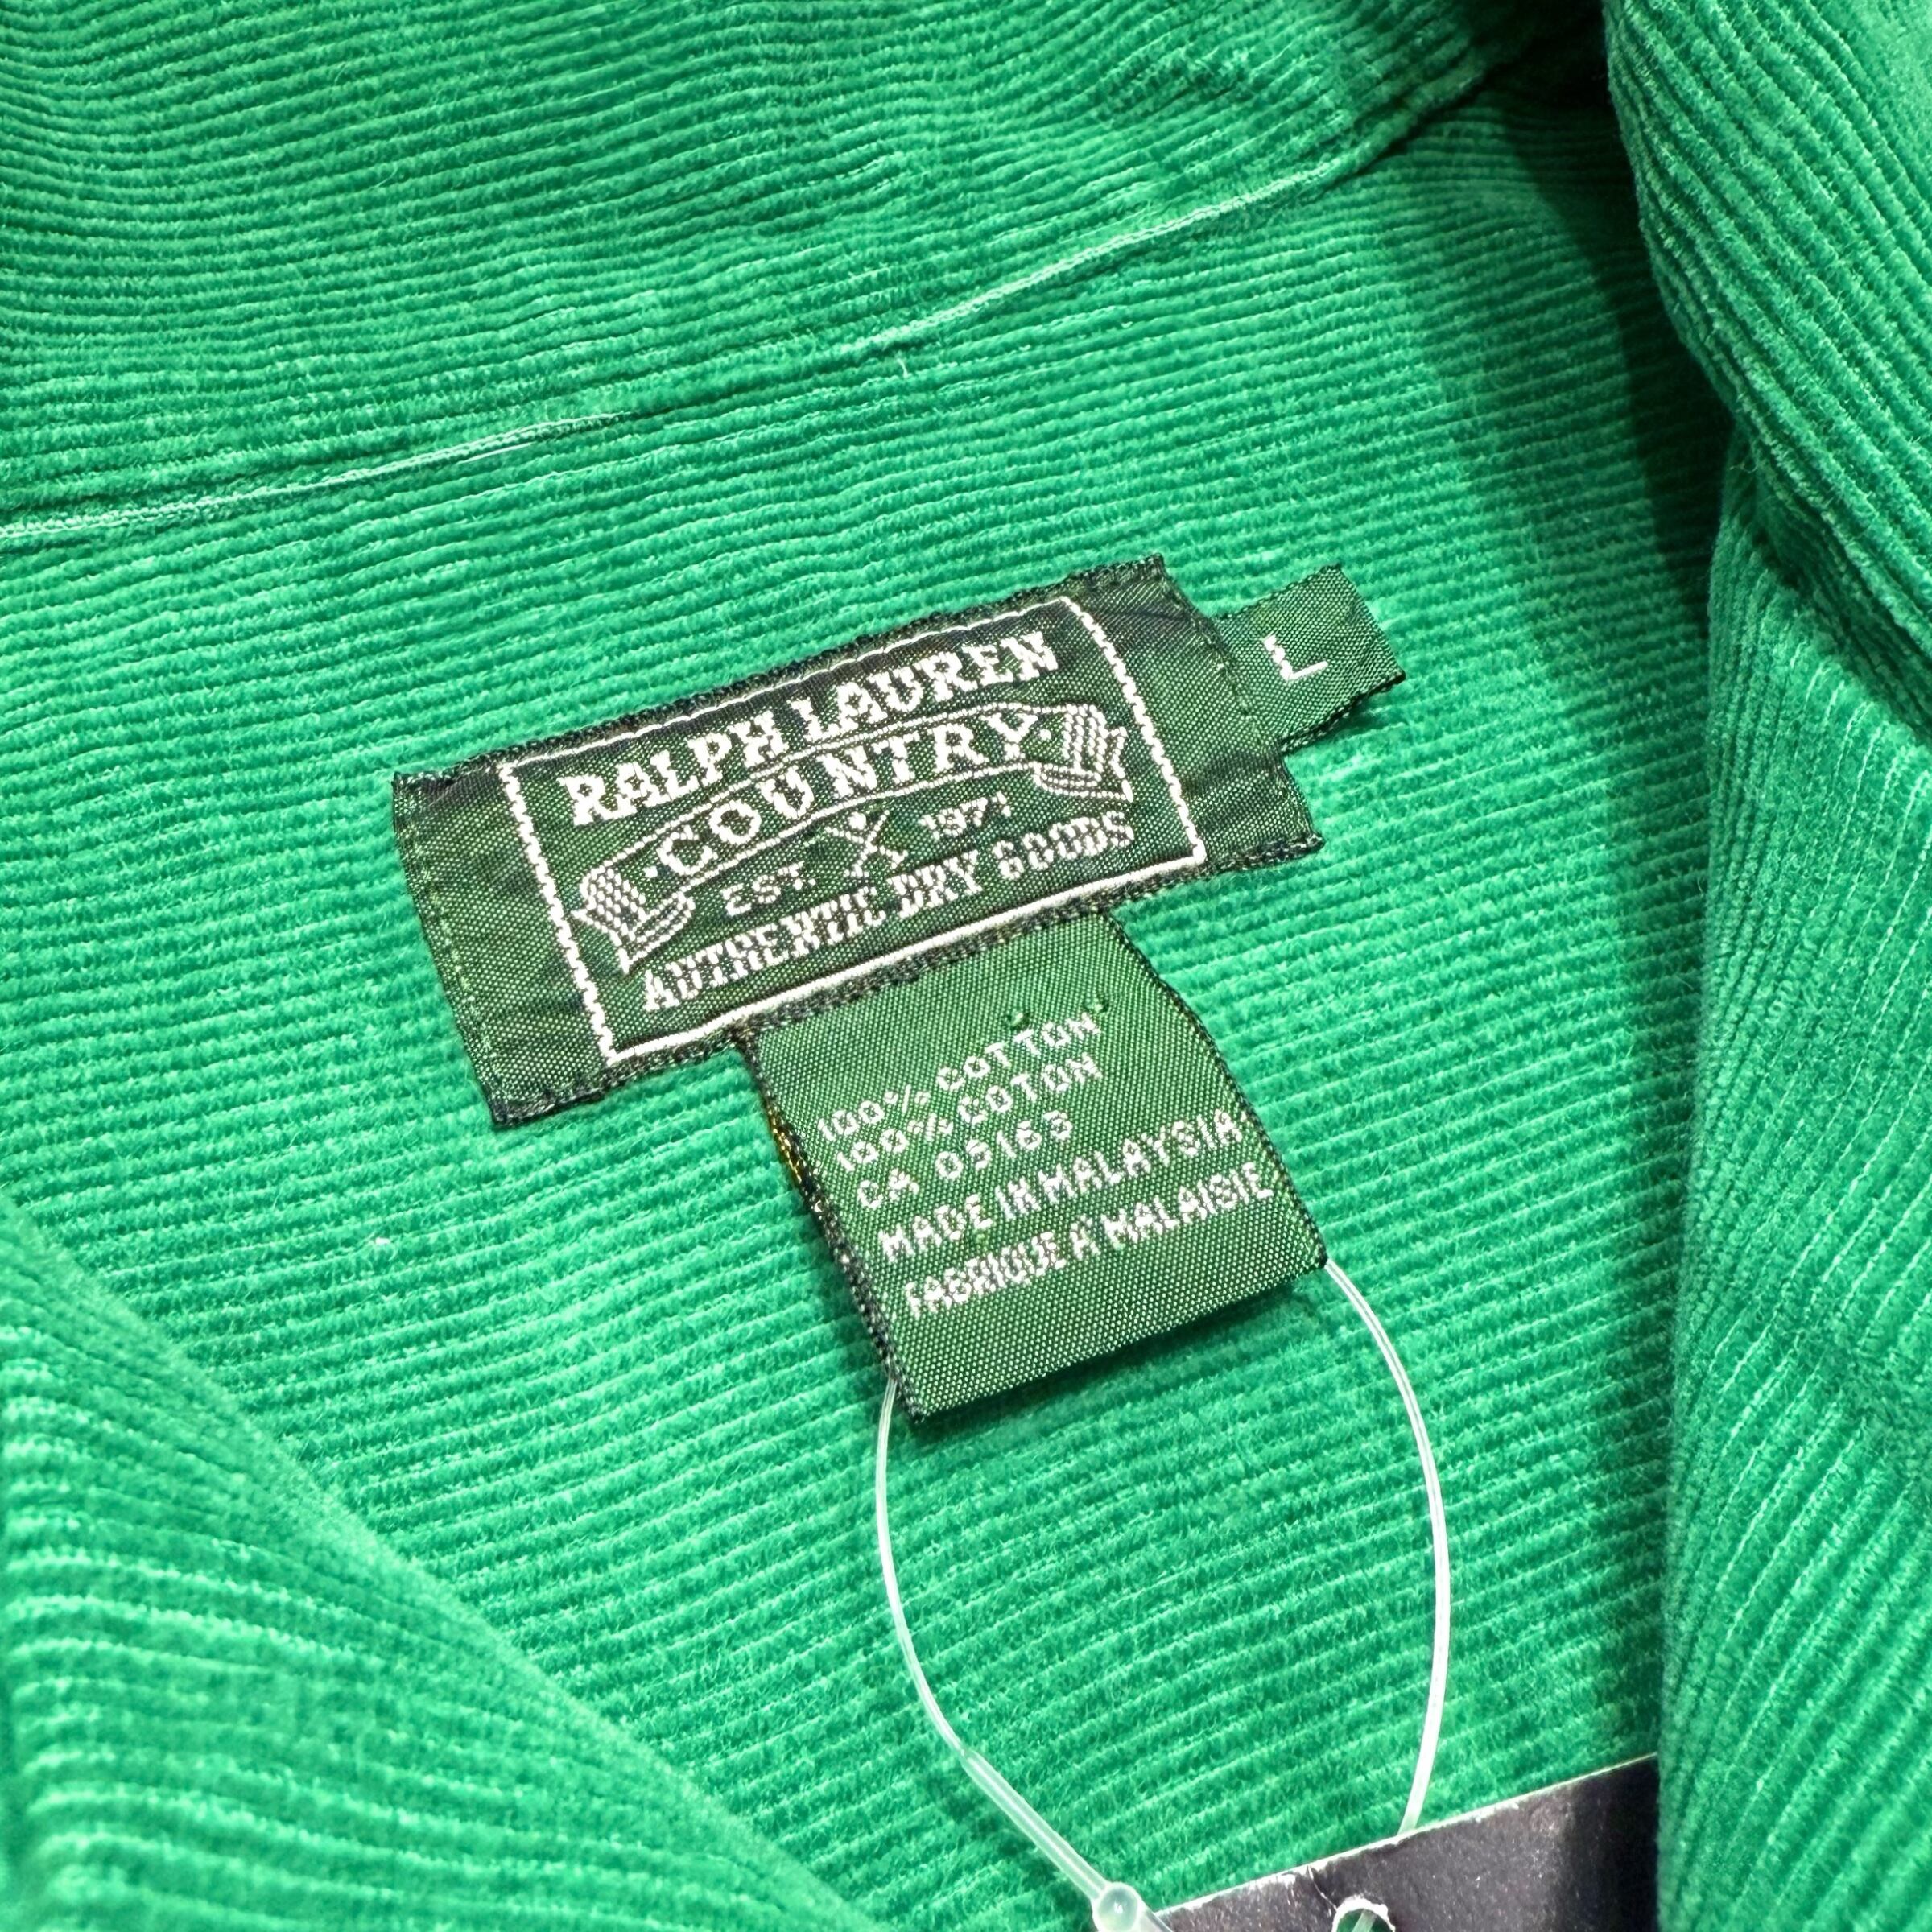 RALPH LAUREN
L
·COUNTRY·
EST. 1971
AUTHENTIC DRY GOODS
100% COTTON
100% COTON
CA 05163
MADE IN MALAYSIA
FABRIQUE A' MALAISIE